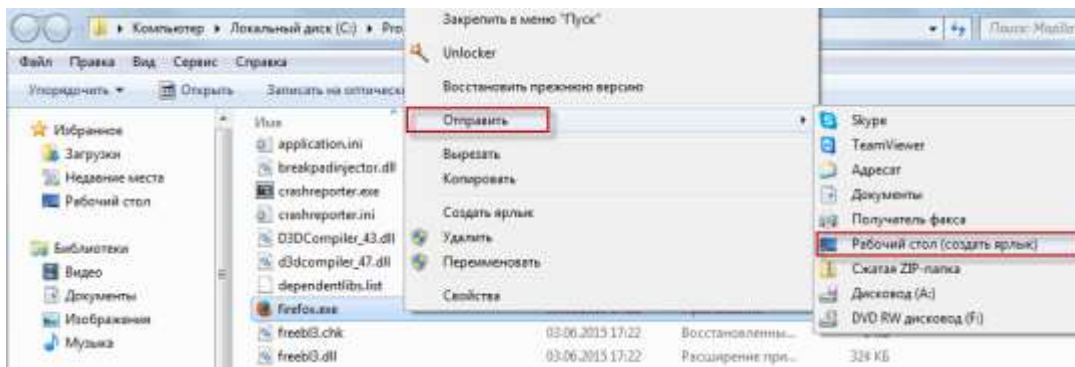 Компьютер ▸ Локальный диск (C:) ▸ Pro
Поиск: Mozilla
Файл Правка Вид Сервис Справка
Упорядочить Открыть Записать на оптическ
Избранное
Загрузки
Недавние места
Рабочий стол
Библиотеки
Видео
Документы
Изображения
Музыка
Имя
application.ini
breakpadinjector.dll
crashreporter.exe
crashreporter.ini
D3DCompiler_43.dll
d3dcompiler_47.dll
dependentlibs.list
firefox.exe
freebl3.chk 03.06.2015 17:22 Восстановленны...
freebl3.dll 03.06.2015 17:22 Расширение при... 324 КБ
Закрепить в меню "Пуск"
Unlocker
Восстановить прежнюю версию
Отправить
Вырезать
Копировать
Создать ярлык
Удалить
Переименовать
Свойства
Skype
TeamViewer
Адресат
Документы
Получатель факса
Рабочий стол (создать ярлык)
Сжатая ZIP-папка
Дисковод (A:)
DVD RW дисковод (F:)